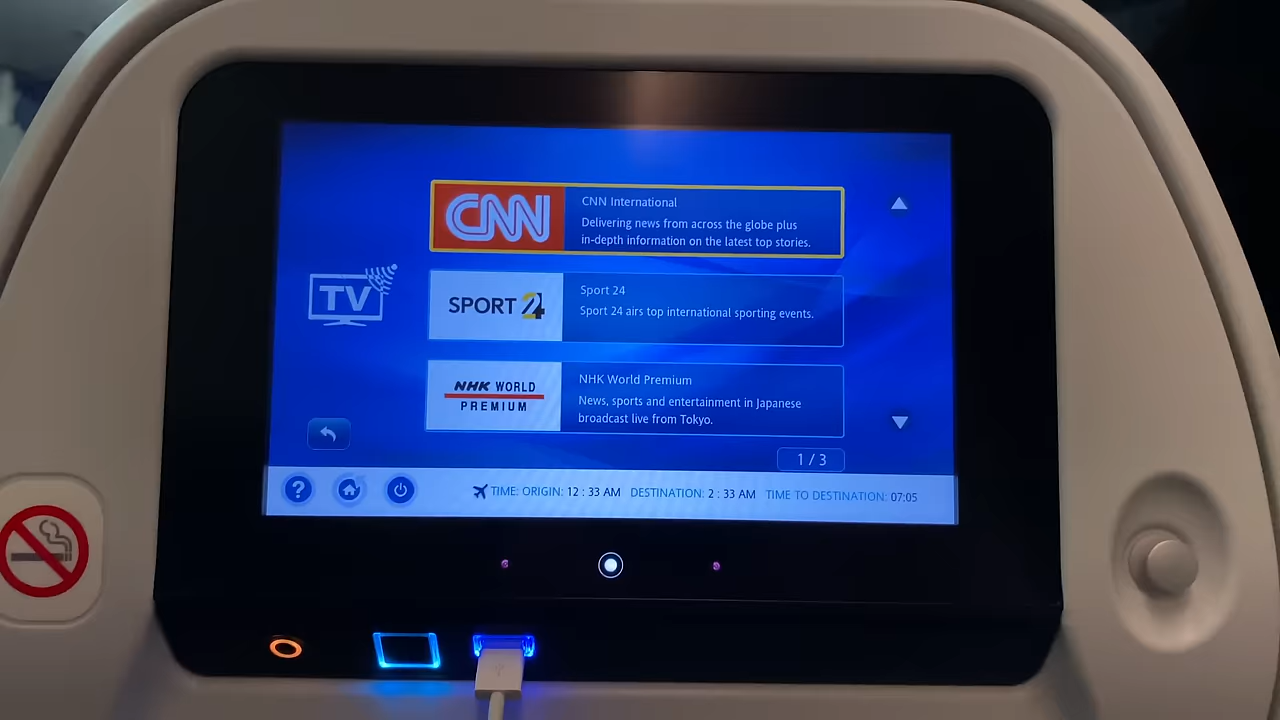 CNN
CNN International
Delivering news from across the globe plus
in-depth information on the latest top stories.
TV
SPORT 24
Sport 24
Sport 24 airs top international sporting events.
NHK WORLD
PREMIUM
NHK World Premium
News, sports and entertainment in Japanese
broadcast live from Tokyo.
1 / 3
? TIME: ORIGIN: 12 : 33 AM DESTINATION: 2 : 33 AM TIME TO DESTINATION: 07:05